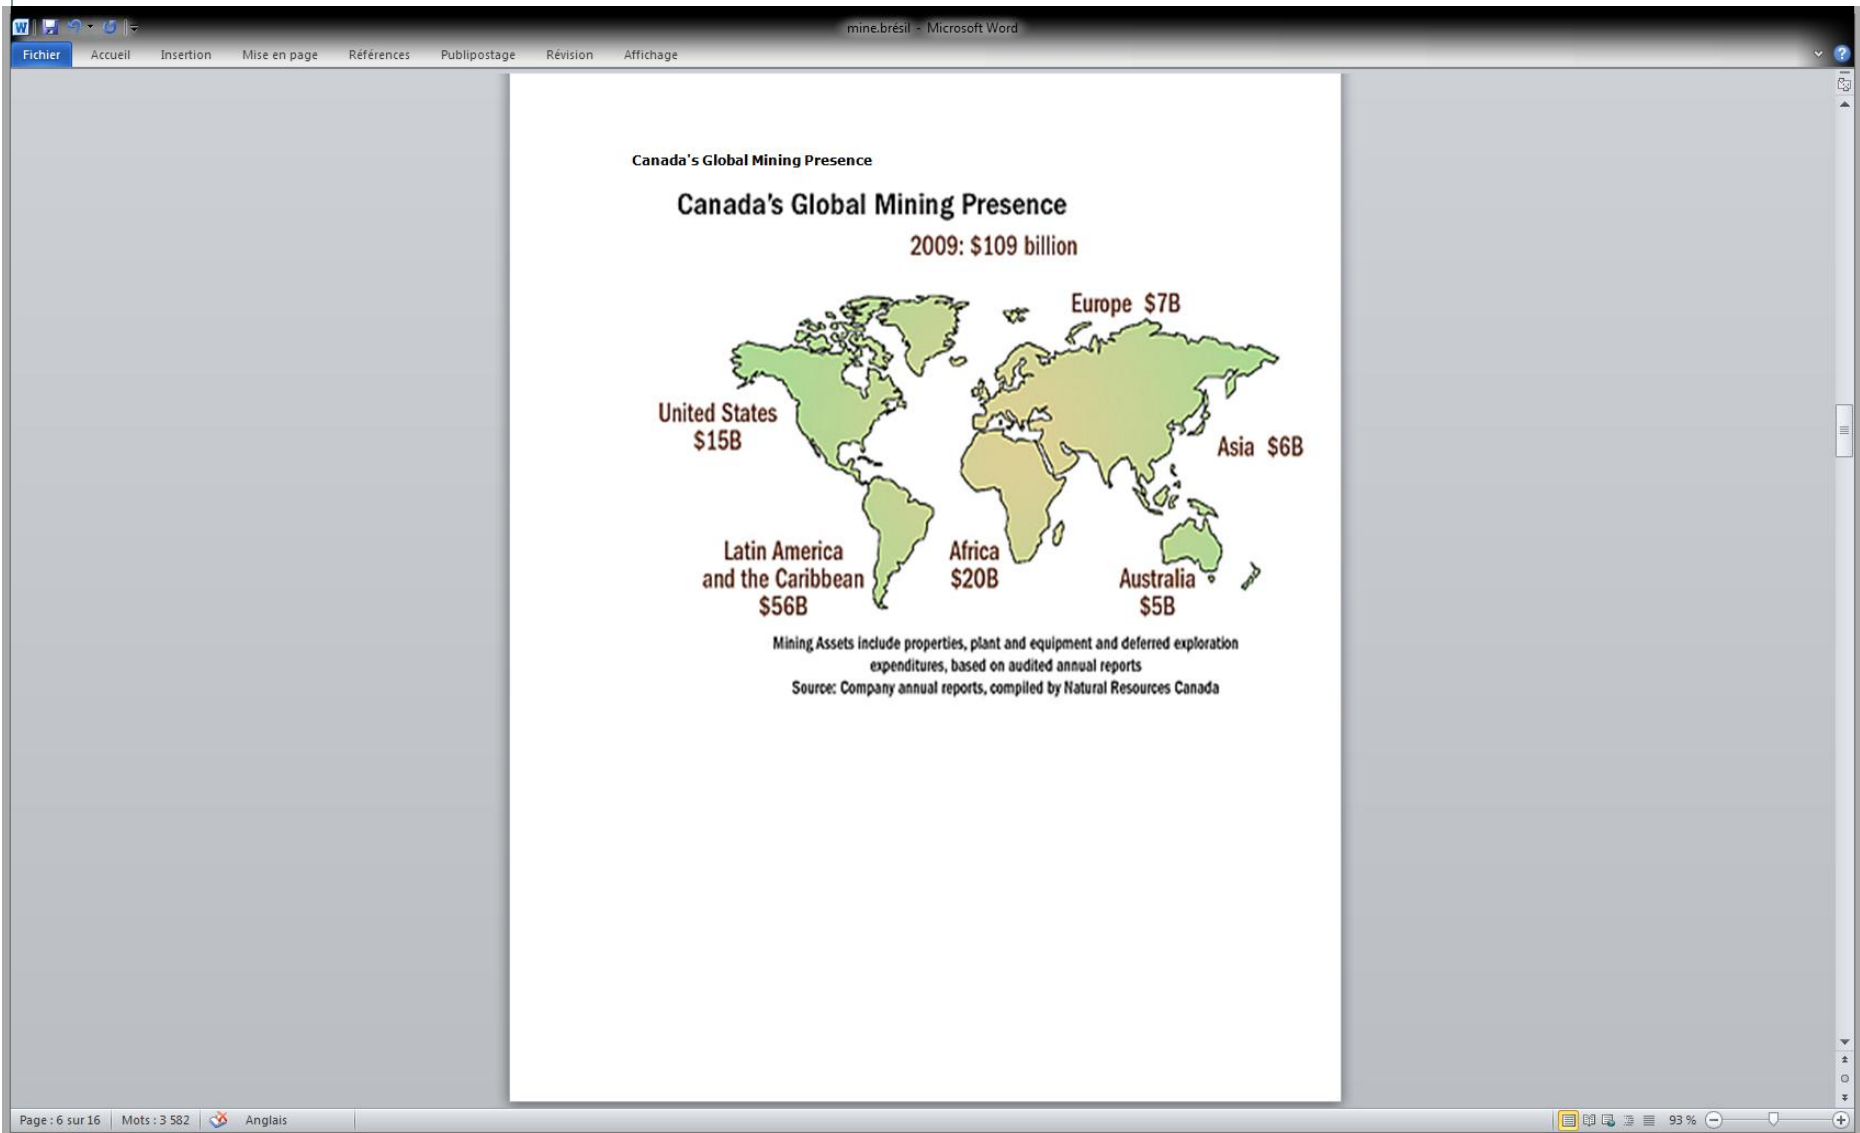 mine.brésil - Microsoft Word
Fichier Accueil Insertion Mise en page Références Publipostage Révision Affichage
Canada's Global Mining Presence
Canada's Global Mining Presence
2009: $109 billion
Europe $7B
United States
$15B
Asia $6B
Latin America
and the Caribbean
$56B
Africa
$20B
Australia
$5B
Mining Assets include properties, plant and equipment and deferred exploration
expenditures, based on audited annual reports
Source: Company annual reports, compiled by Natural Resources Canada
Page : 6 sur 16 Mots : 3 582 Anglais 93 %